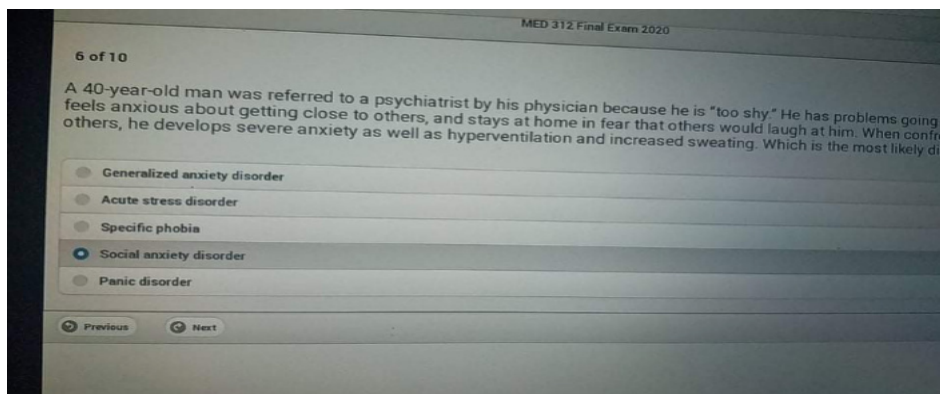 MED 312 Final Exam 2020
6 of 10
A 40-year-old man was referred to a psychiatrist by his physician because he is "too shy." He has problems going
feels anxious about getting close to others, and stays at home in fear that others would laugh at him. When
others, he develops severe anxiety as well as hyperventilation and increased sweating. Which is the most likely
Generalized anxiety disorder
Acute stress disorder
Specific phobia
Social anxiety disorder
Panic disorder
Previous
Next